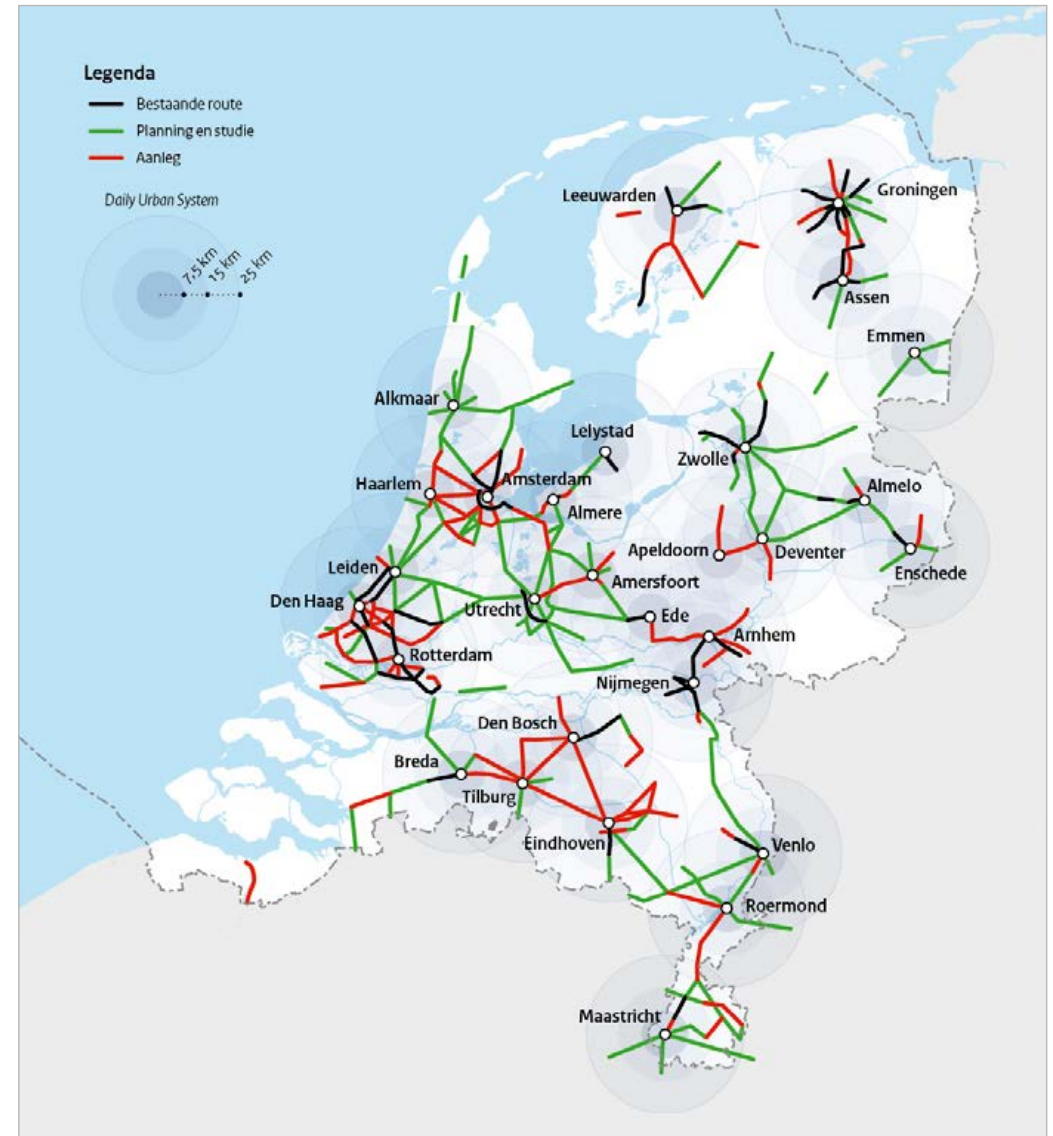 Legenda
Bestaande route
Planning en studie
Aanleg
Daily Urban System
7,5 km
15 km
25 km
Leeuwarden
Groningen
Assen
Emmen
Alkmaar
Lelystad
Zwolle
Haarlem
Amsterdam
Almelo
Almere
Apeldoorn
Deventer
Enschede
Leiden
Amersfoort
Den Haag
Utrecht
Ede
Arnhem
Rotterdam
Nijmegen
Den Bosch
Breda
Tilburg
Eindhoven
Venlo
Roermond
Maastricht